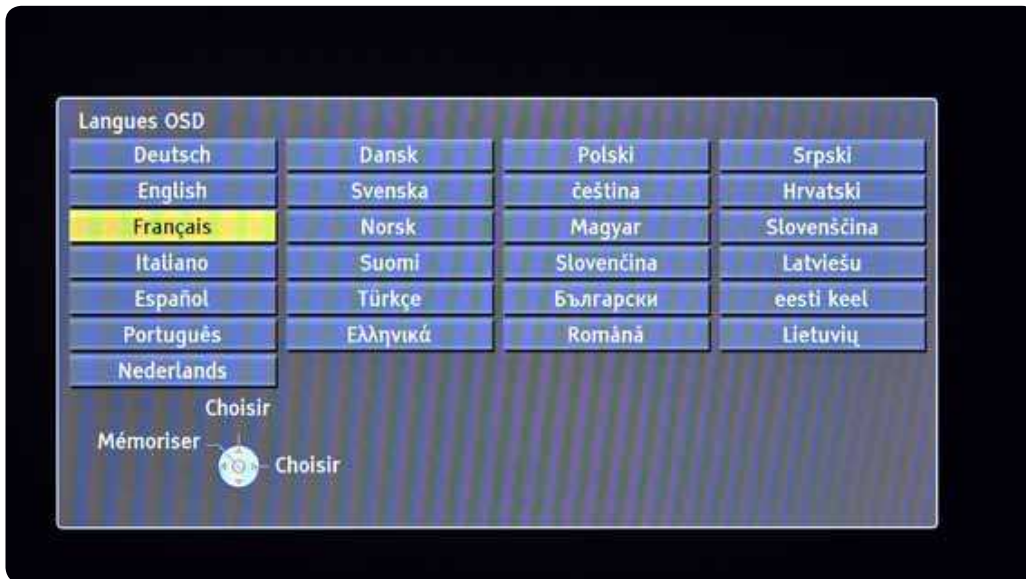 Langues OSD
Deutsch Dansk Polski Srpski
English Svenska čeština Hrvatski
Français Norsk Magyar Slovenščina
Italiano Suomi Slovenčina Latviešu
Español Türkçe Български eesti keel
Português Ελληνικά Română Lietuvių
Nederlands
Choisir
Mémoriser
Choisir